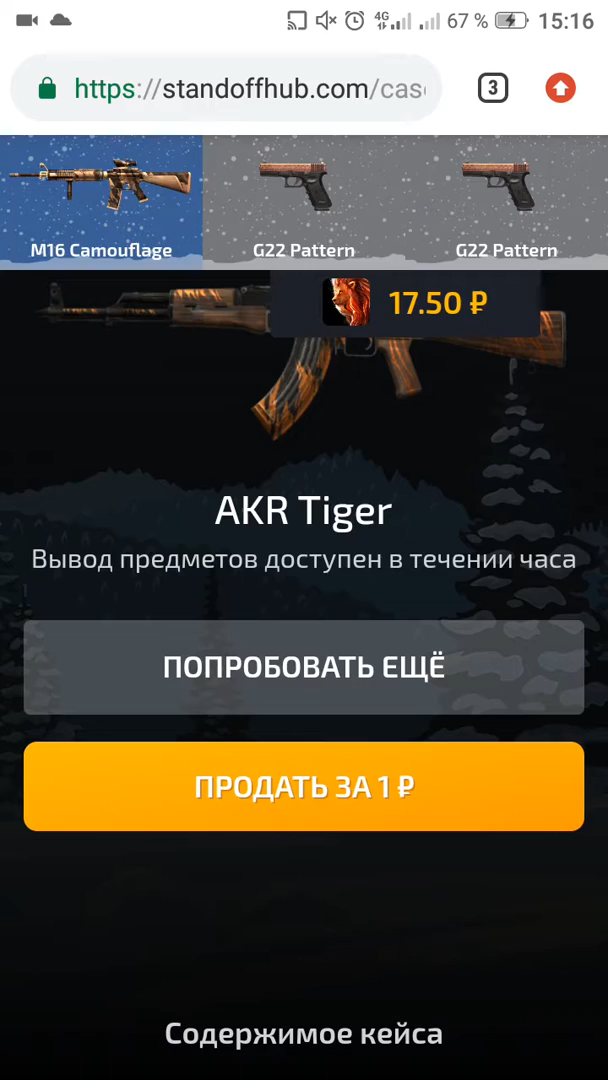 4G 67 % 15:16
https://standoffhub.com/cas
3
M16 Camouflage
G22 Pattern
G22 Pattern
17.50 ₽
AKR Tiger
Вывод предметов доступен в течении часа
ПОПРОБОВАТЬ ЕЩЁ
ПРОДАТЬ ЗА 1 ₽
Содержимое кейса